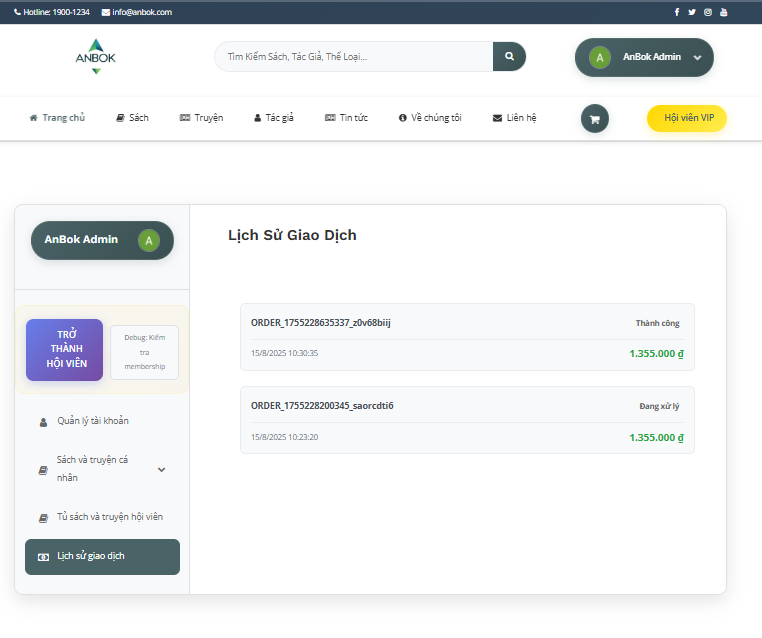 Hotline: 1900-1234 info@anbok.com
ANBOK
Tìm Kiếm Sách, Tác Giả, Thể Loại...
A AnBok Admin
Trang chủ Sách Truyện Tác giả Tin tức Về chúng tôi Liên hệ Hội viên VIP
AnBok Admin A
TRỞ
THÀNH
HỘI VIÊN
Debug: Kiểm
tra
membership
Quản lý tài khoản
Sách và truyện cá
nhân
Tủ sách và truyện hội viên
Lịch sử giao dịch
Lịch Sử Giao Dịch
ORDER_1755228635337_z0v68biij Thành công
15/8/2025 10:30:35 1.355.000 ₫
ORDER_1755228200345_saorcdti6 Đang xử lý
15/8/2025 10:23:20 1.355.000 ₫